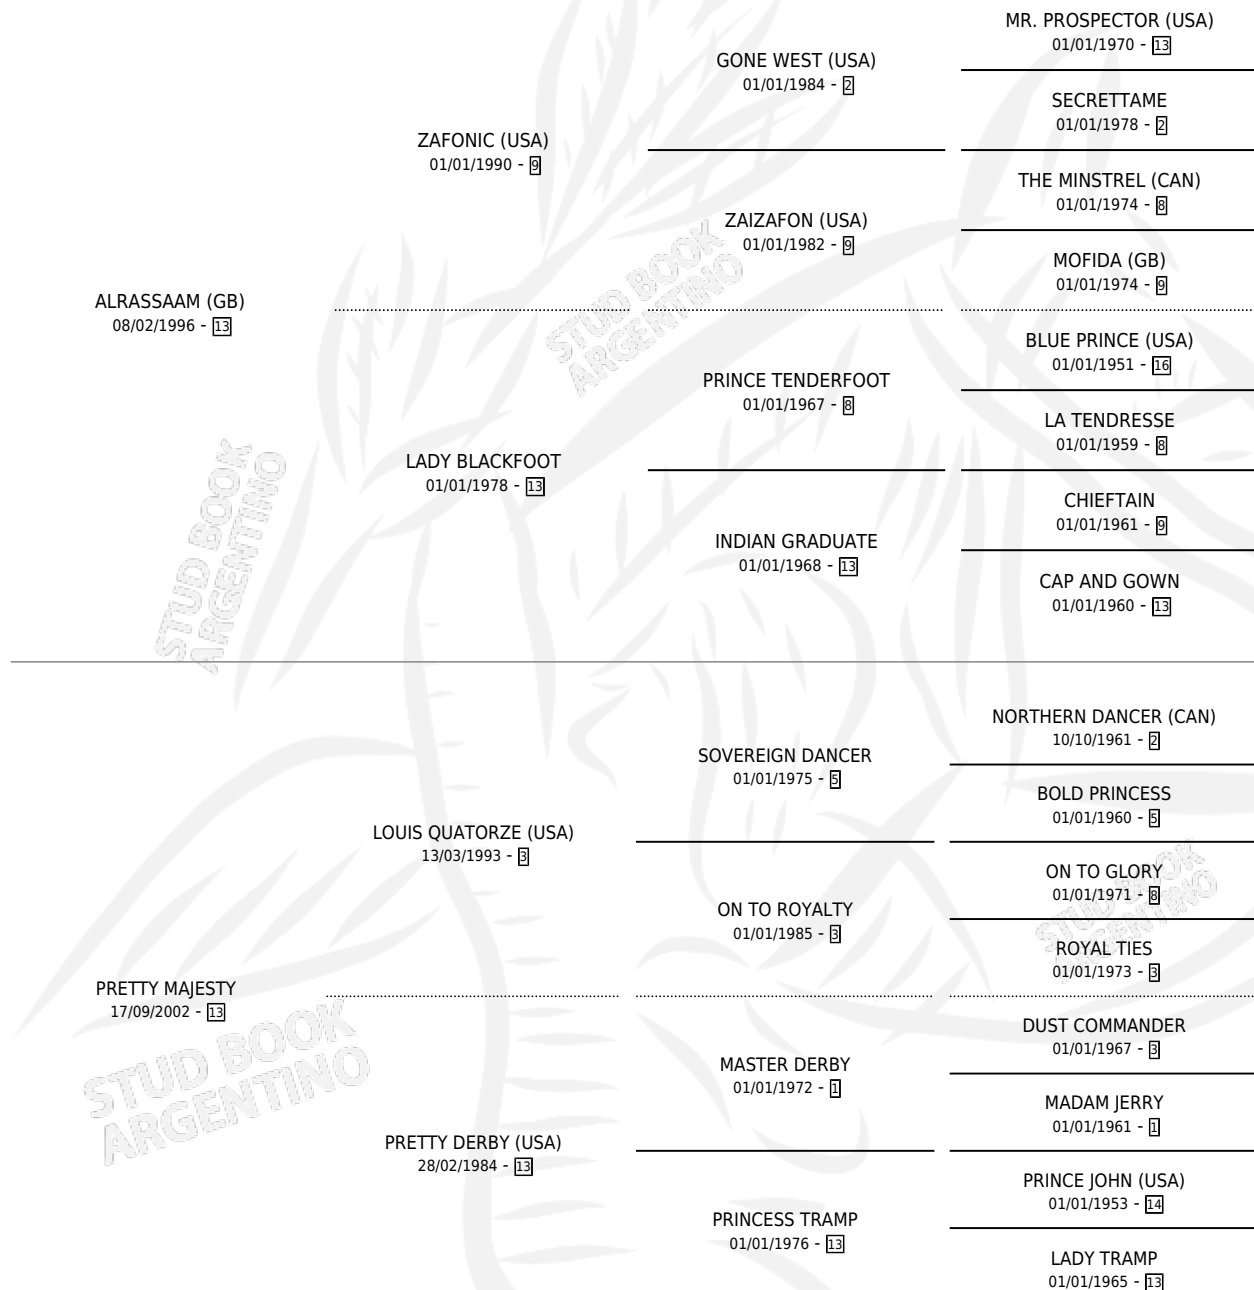 MR. PROSPECTOR (USA)
01/01/1970 - 13
GONE WEST (USA)
01/01/1984 - 2
SECRETTAME
01/01/1978 - 2
ZAFONIC (USA)
01/01/1990 - 9
THE MINSTREL (CAN)
01/01/1974 - 8
ZAIZAFON (USA)
01/01/1982 - 9
MOFIDA (GB)
01/01/1974 - 9
ALRASSAAM (GB)
08/02/1996 - 13
STUD BOOK
ARGENTINO
BLUE PRINCE (USA)
01/01/1951 - 16
PRINCE TENDERFOOT
01/01/1967 - 8
LA TENDRESSE
01/01/1959 - 8
LADY BLACKFOOT
01/01/1978 - 13
CHIEFTAIN
01/01/1961 - 9
INDIAN GRADUATE
01/01/1968 - 13
CAP AND GOWN
01/01/1960 - 13
STUD BOOK
ARGENTINO
NORTHERN DANCER (CAN)
10/10/1961 - 2
SOVEREIGN DANCER
01/01/1975 - 5
BOLD PRINCESS
01/01/1960 - 5
LOUIS QUATORZE (USA)
13/03/1993 - 3
ON TO GLORY
01/01/1971 - 8
ON TO ROYALTY
01/01/1985 - 3
ROYAL TIES
01/01/1973 - 3
STUD BOOK
ARGENTINO
PRETTY MAJESTY
17/09/2002 - 13
DUST COMMANDER
01/01/1967 - 3
MASTER DERBY
01/01/1972 - 1
MADAM JERRY
01/01/1961 - 1
STUD BOOK
ARGENTINO
PRETTY DERBY (USA)
28/02/1984 - 13
PRINCE JOHN (USA)
01/01/1953 - 14
PRINCESS TRAMP
01/01/1976 - 13
LADY TRAMP
01/01/1965 - 13